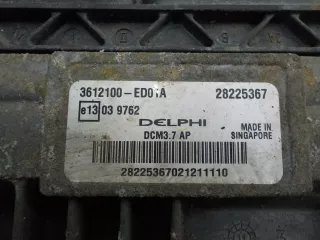 3612100-ED01A 28225367
e13 03 9762
DELPHI
DCM3.7 AP
MADE IN
SINGAPORE
28225367021211110